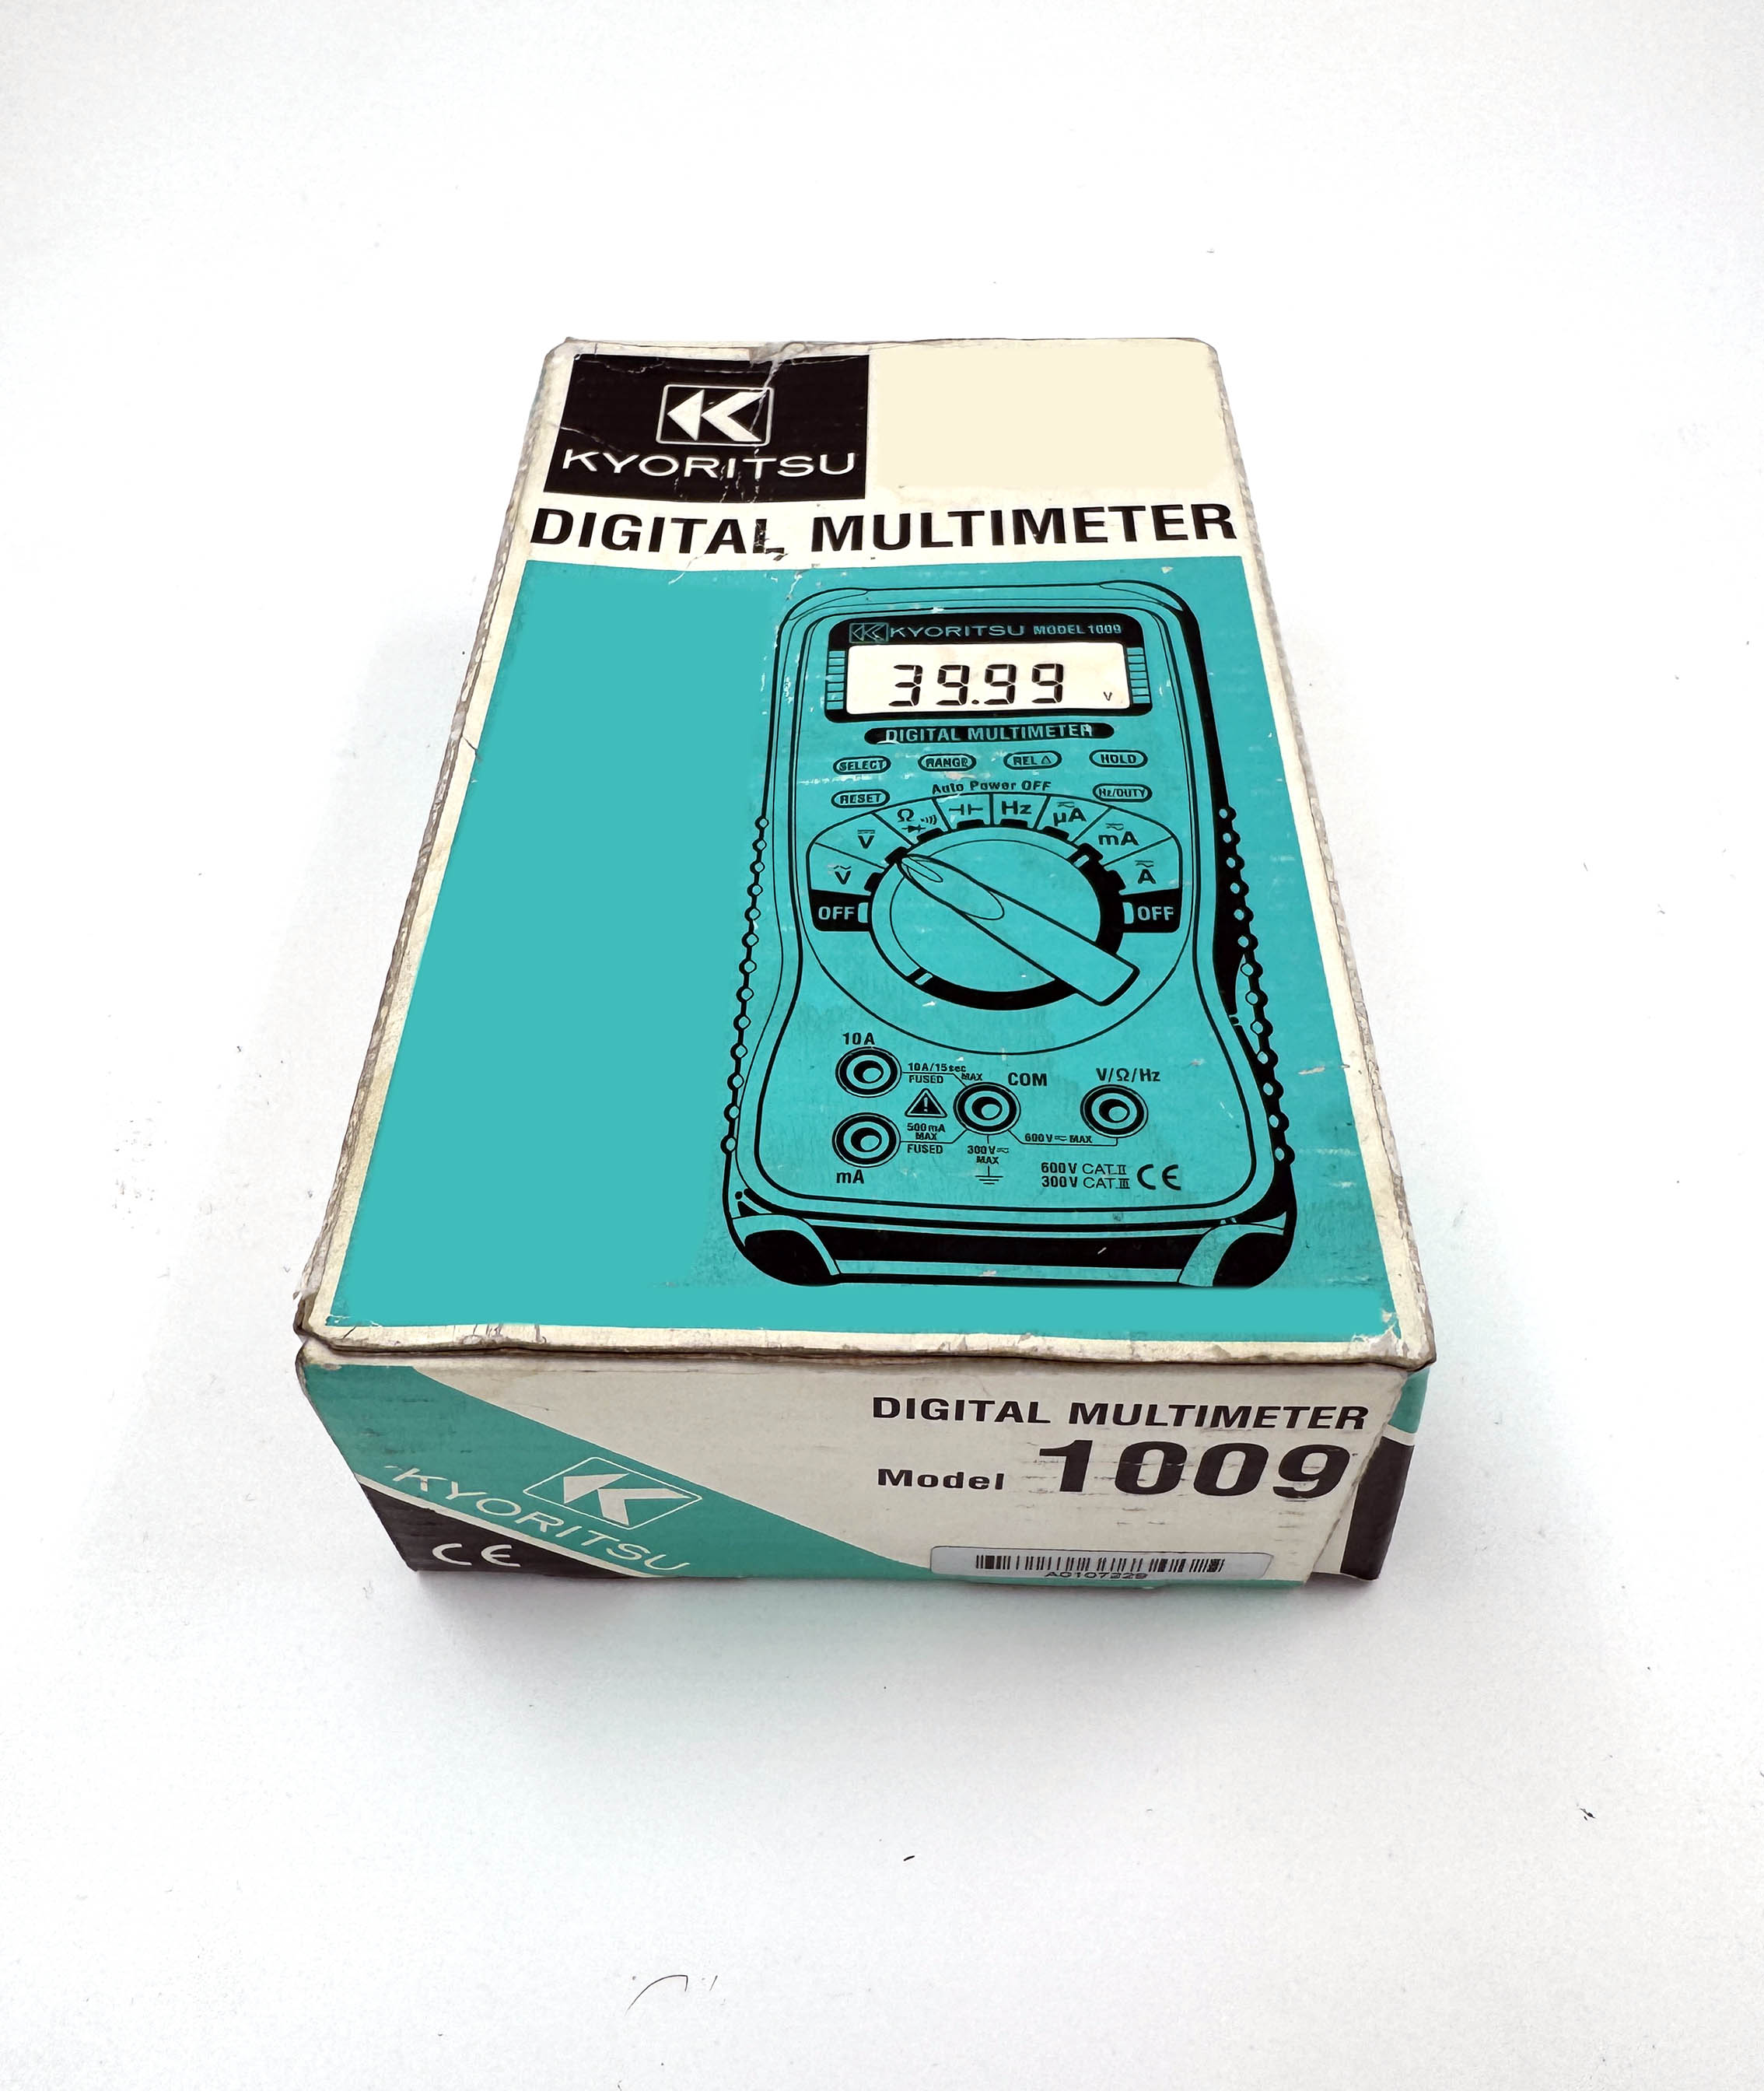 KYORITSU
DIGITAL MULTIMETER
KYORITSU MODEL 1009
39.99 V
DIGITAL MULTIMETER
SELECT RANGE REL△ HOLD
RESET Auto Power OFF Hz/DUTY
Ω Hz μA
V mA
V A
OFF OFF
10A
10A/15sec MAX
FUSED
COM V/Ω/Hz
500mA
MAX
FUSED
600V MAX
300V
MAX
mA
600V CAT.II
300V CAT.III CE
DIGITAL MULTIMETER
Model 1009
KYORITSU
CE
A0107229